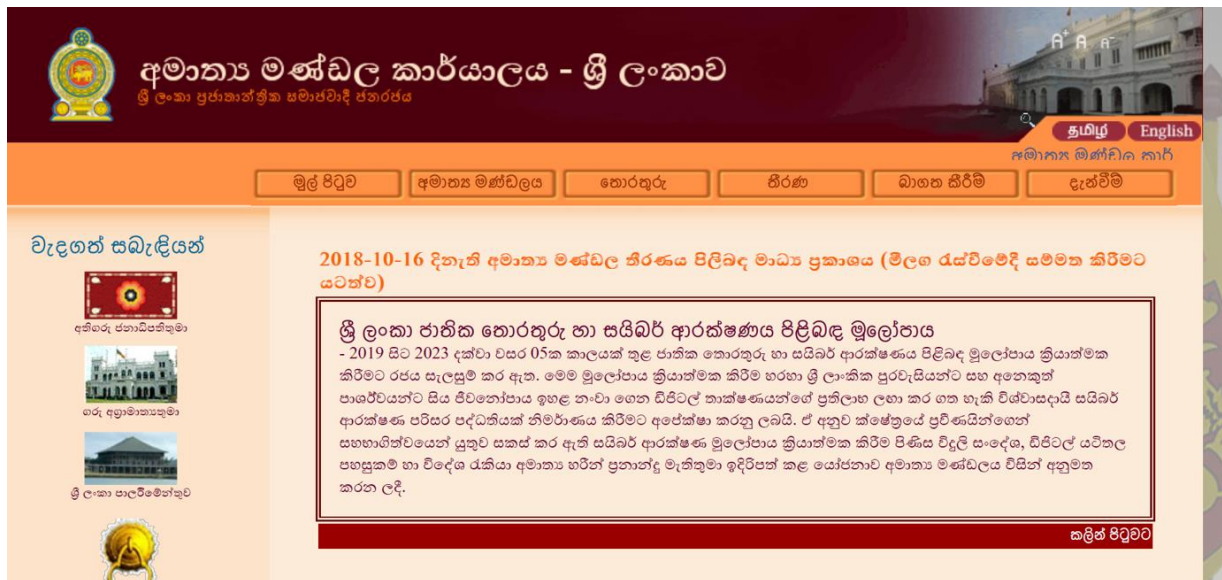 අමාත්‍ය මණ්ඩල කාර්යාලය - ශ්‍රී ලංකාව
ශ්‍රී ලංකා ප්‍රජාතාන්ත්‍රික සමාජවාදී ජනරජය
A+ A A-
தமிழ் English
අමාත්‍ය මණ්ඩල කාර්
මුල් පිටුව අමාත්‍ය මණ්ඩලය තොරතුරු තීරණ බාගත කිරීම් දැන්වීම්
වැදගත් සබැඳියන්
අතිගරු ජනාධිපතිතුමා
ගරු අග්‍රාමාත්‍යතුමා
ශ්‍රී ලංකා පාර්ලිමේන්තුව
2018-10-16 දිනැති අමාත්‍ය මණ්ඩල තීරණය පිලිබඳ මාධ්‍ය ප්‍රකාශය (මීලග රැස්වීමේදී සම්මත කිරීමට
යටත්ව)
ශ්‍රී ලංකා ජාතික තොරතුරු හා සයිබර් ආරක්ෂණය පිළිබඳ මූලෝපාය
- 2019 සිට 2023 දක්වා වසර 05ක කාලයක් තුළ ජාතික තොරතුරු හා සයිබර් ආරක්ෂණය පිළිබඳ මූලෝපාය ක්‍රියාත්මක
කිරීමට රජය සැලසුම් කර ඇත. මෙම මූලෝපාය ක්‍රියාත්මක කිරීම හරහා ශ්‍රී ලාංකික පුරවැසියන්ට සහ අනෙකුත්
පාර්ශ්වයන්ට සිය ජීවනෝපාය ඉහළ නංවා ගෙන ඩිජිටල් තාක්ෂණයන්ගේ ප්‍රතිලාභ ලඟා කර ගත හැකි විශ්වාසදායී සයිබර්
ආරක්ෂණ පරිසර පද්ධතියක් නිර්මාණය කිරීමට අපේක්ෂා කරනු ලබයි. ඒ අනුව ක්ෂේත්‍රයේ ප්‍රවීණයින්ගෙන්
සහභාගිත්වයෙන් යුතුව සකස් කර ඇති සයිබර් ආරක්ෂණ මූලෝපාය ක්‍රියාත්මක කිරීම පිණිස විදුලි සංදේශ, ඩිජිටල් යටිතල
පහසුකම් හා විදේශ රැකියා අමාත්‍ය හරීන් ප්‍රනාන්දු මැතිතුමා ඉදිරිපත් කළ යෝජනාව අමාත්‍ය මණ්ඩලය විසින් අනුමත
කරන ලදී.
කලින් පිටුවට